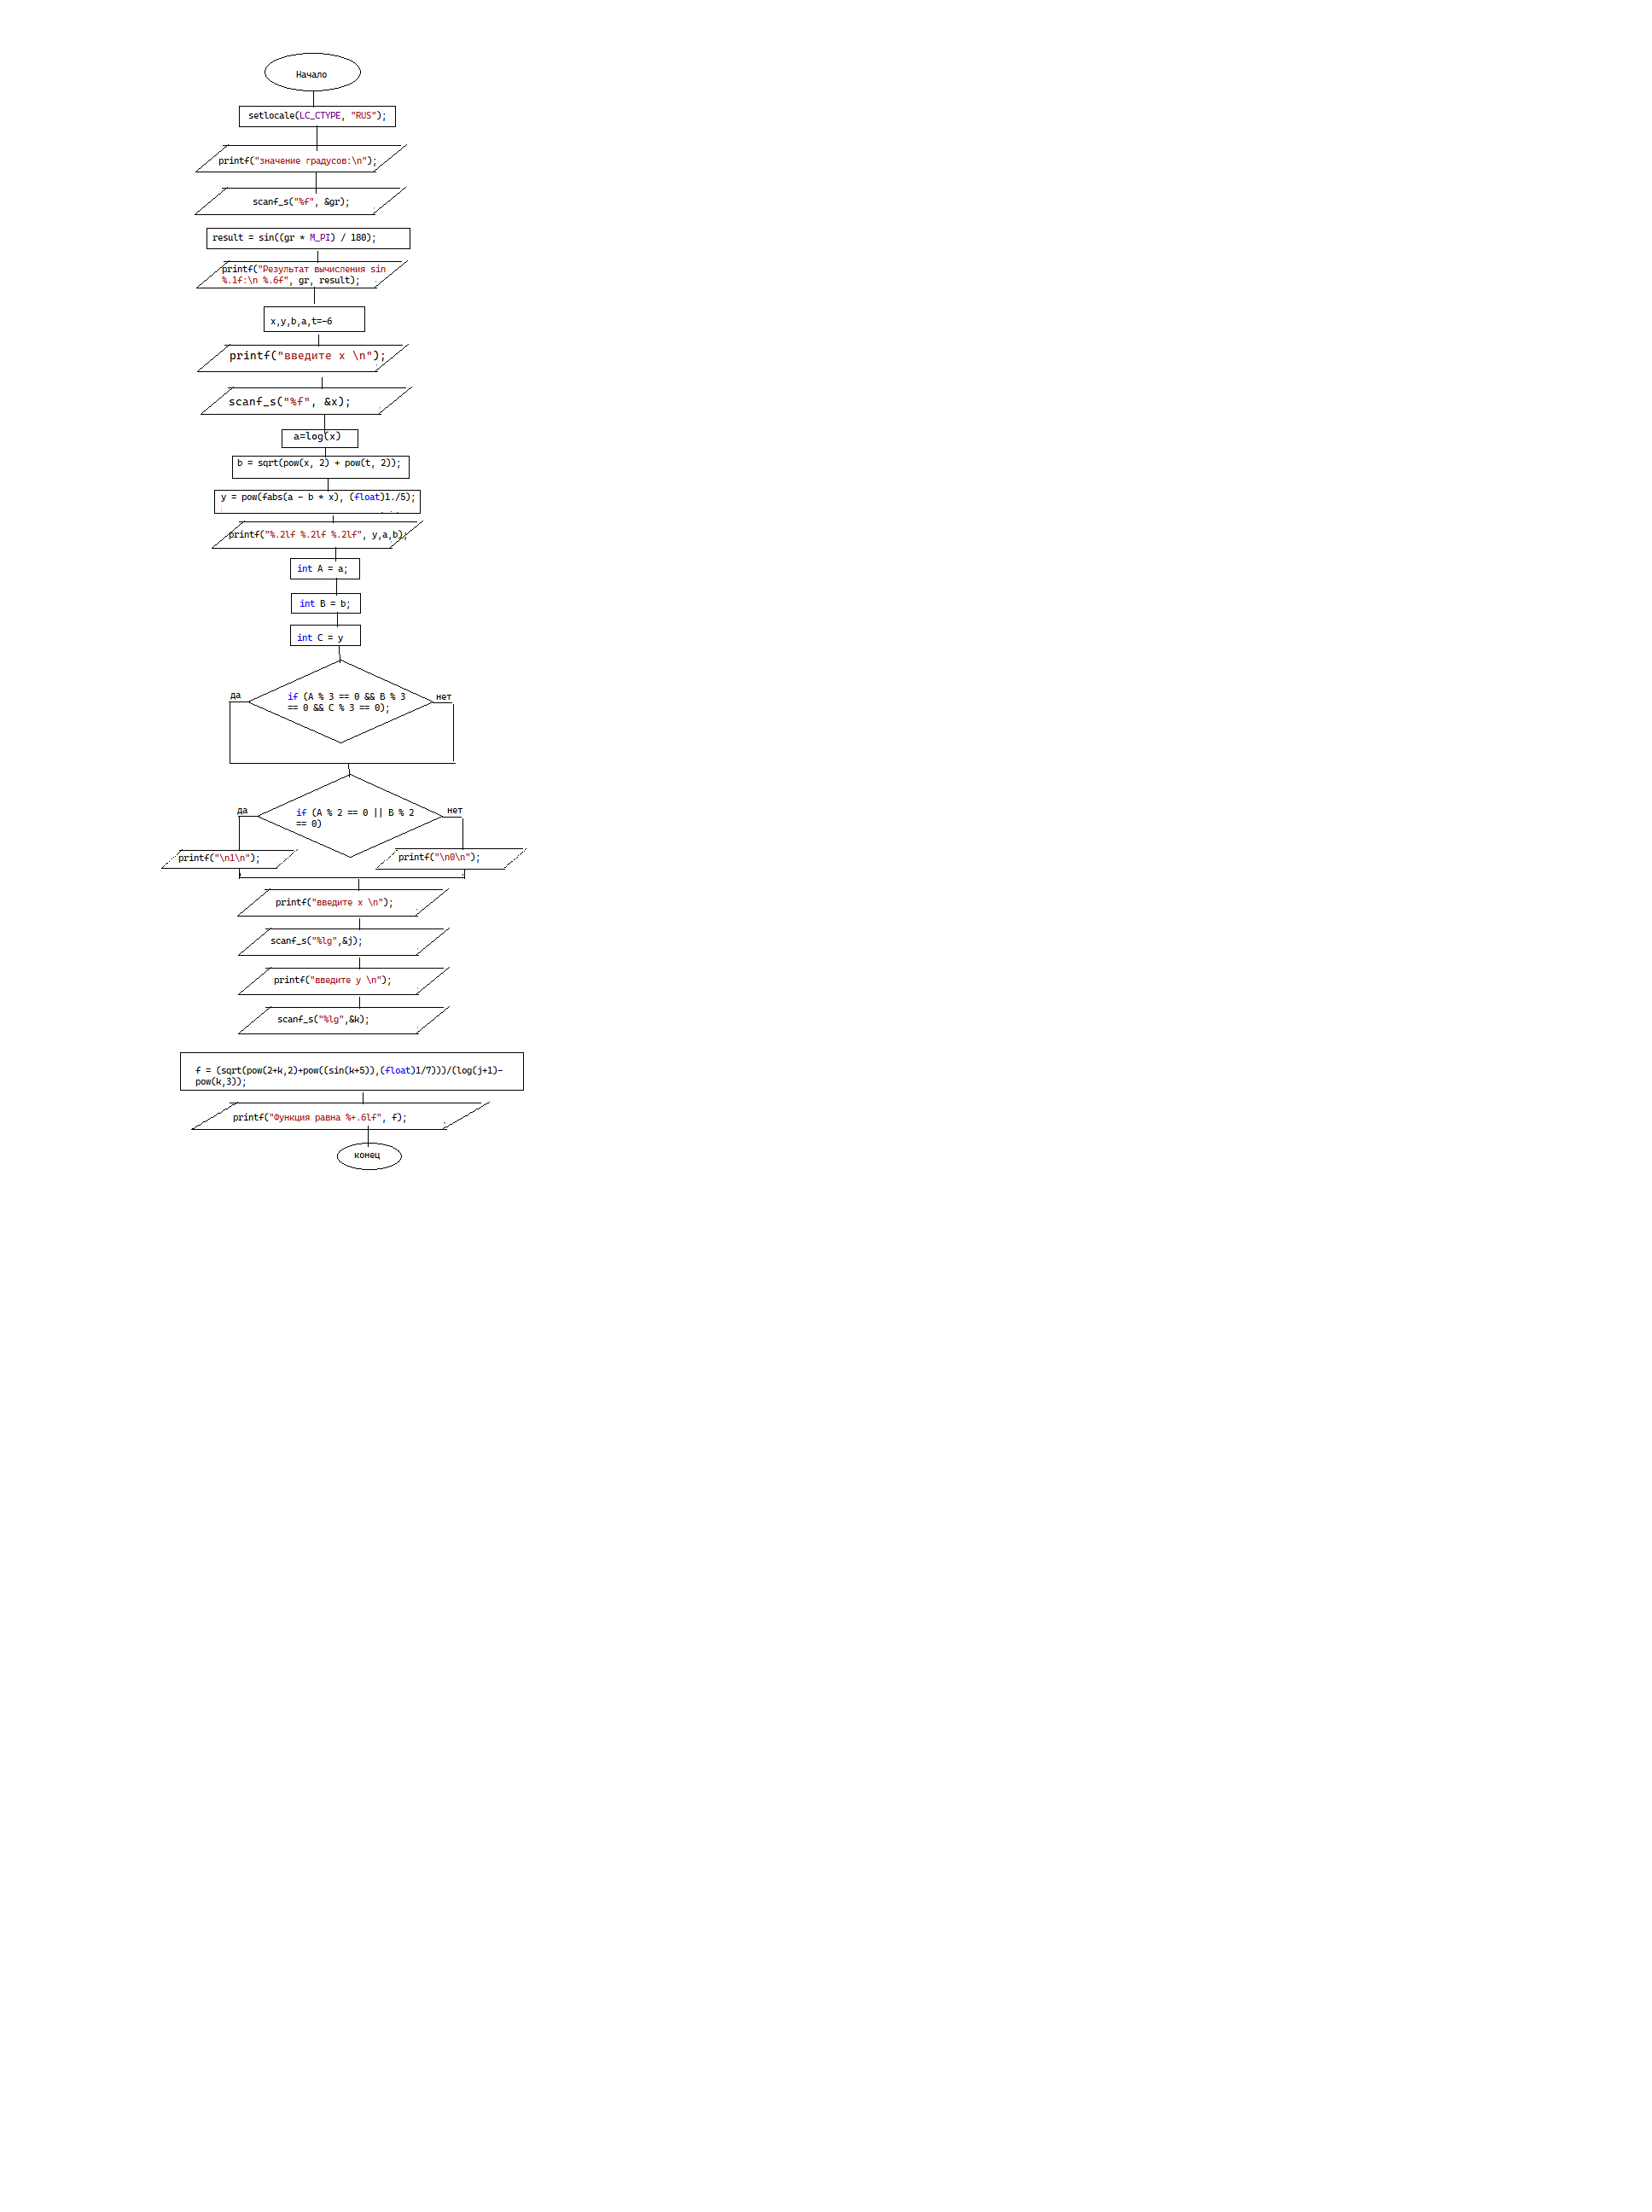 Начало
setlocale(LC_CTYPE, "RUS");
printf("значение градусов:\n");
scanf_s("%f", &gr);
result = sin((gr * M_PI) / 180);
printf("Результат вычисления sin
%.1f:\n %.6f", gr, result);
x,y,b,a,t=-6
printf("введите x \n");
scanf_s("%f", &x);
a=log(x)
b = sqrt(pow(x, 2) + pow(t, 2));
y = pow(fabs(a - b * x), (float)1./5);
printf("%.2lf %.2lf %.2lf", y,a,b);
int A = a;
int B = b;
int C = y
да
нет
if (A % 3 == 0 && B % 3
== 0 && C % 3 == 0);
да
нет
if (A % 2 == 0 || B % 2
== 0)
printf("\n1\n");
printf("\n0\n");
printf("введите x \n");
scanf_s("%lg",&j);
printf("введите y \n");
scanf_s("%lg",&k);
f = (sqrt(pow(2+k,2)+pow((sin(k+5)),(float)1/7)))/(log(j+1)-
pow(k,3));
printf("Функция равна %+.6lf", f);
конец